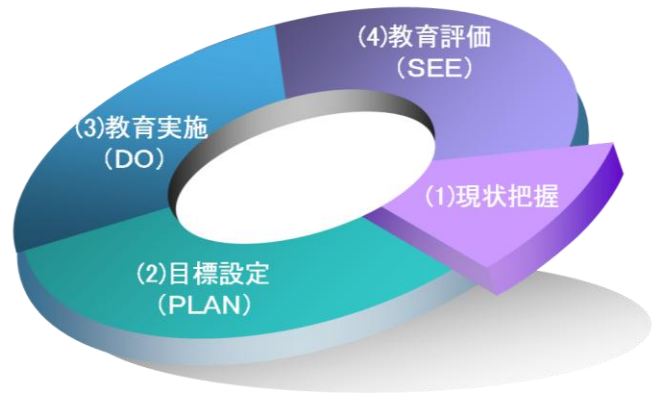 (4)教育評価
(SEE)
(3)教育実施
(DO)
(1)現状把握
(2)目標設定
(PLAN)